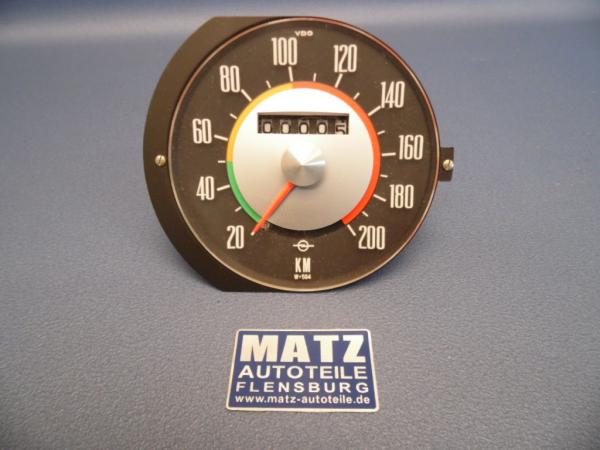 VDO
20
40
60
80
100
120
140
160
180
200
00005
KM
W=594
MATZ
AUTOTEILE
FLENSBURG
www.matz-autoteile.de